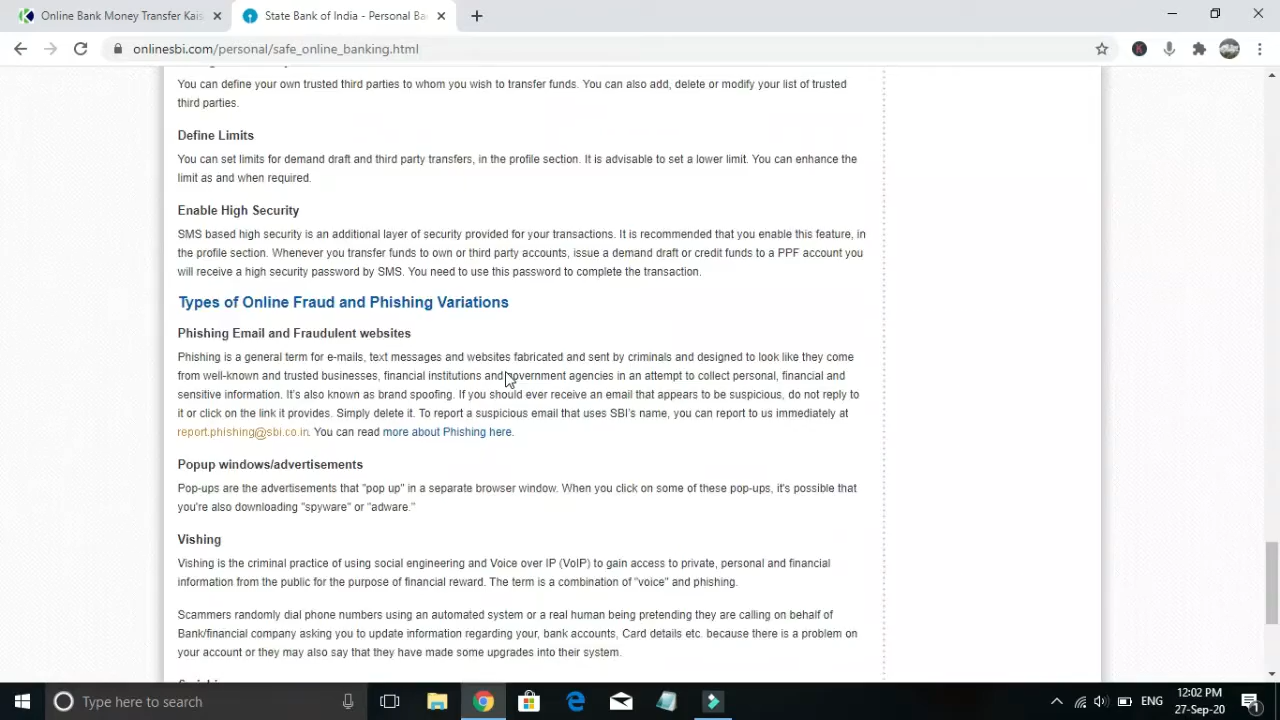 Online Bank Money Transfer Kais
State Bank of India - Personal Ba
onlinesbi.com/personal/safe_online_banking.html
K
You can define your own trusted third parties to whom you wish to transfer funds. You can also add, delete or modify your list of trusted
third parties.
Define Limits
You can set limits for demand draft and third party transfers, in the profile section. It is advisable to set a lower limit. You can enhance the
limit as and when required.
Enable High Security
SMS based high security is an additional layer of security provided for your transactions. It is recommended that you enable this feature, in
the profile section. Whenever you transfer funds to own or third party accounts, issue a demand draft or credit funds to a PPF account you
will receive a high security password by SMS. You need to use this password to complete the transaction.
Types of Online Fraud and Phishing Variations
Phishing Email and Fraudulent websites
Phishing is a general term for e-mails, text messages and websites fabricated and sent by criminals and designed to look like they come
from well-known and trusted businesses, financial institutions and government agencies in an attempt to collect personal, financial and
sensitive information. It's also known as brand spoofing. If you should ever receive an email that appears to be suspicious, do not reply to
it or click on the link it provides. Simply delete it. To report a suspicious email that uses SBI's name, you can report to us immediately at
report.phishing@sbi.co.in. You can read more about Phishing here.
Popup windows/advertisements
Pop-ups are the advertisements that "pop up" in a separate browser window. When you click on some of these pop-ups, it's possible that
you're also downloading "spyware" or "adware."
Vishing
Vishing is the criminal practice of using social engineering and Voice over IP (VoIP) to gain access to private, personal and financial
information from the public for the purpose of financial reward. The term is a combination of "voice" and phishing.
Scammers randomly dial phone numbers using an automated system or a real human being pretending they are calling on behalf of
Bank/financial company asking you to update information regarding your, bank accounts, Card details etc. because there is a problem on
your account or they may also say that they have made some upgrades into their system.
Type here to search
ENG
12:02 PM
27-Sep-20
1